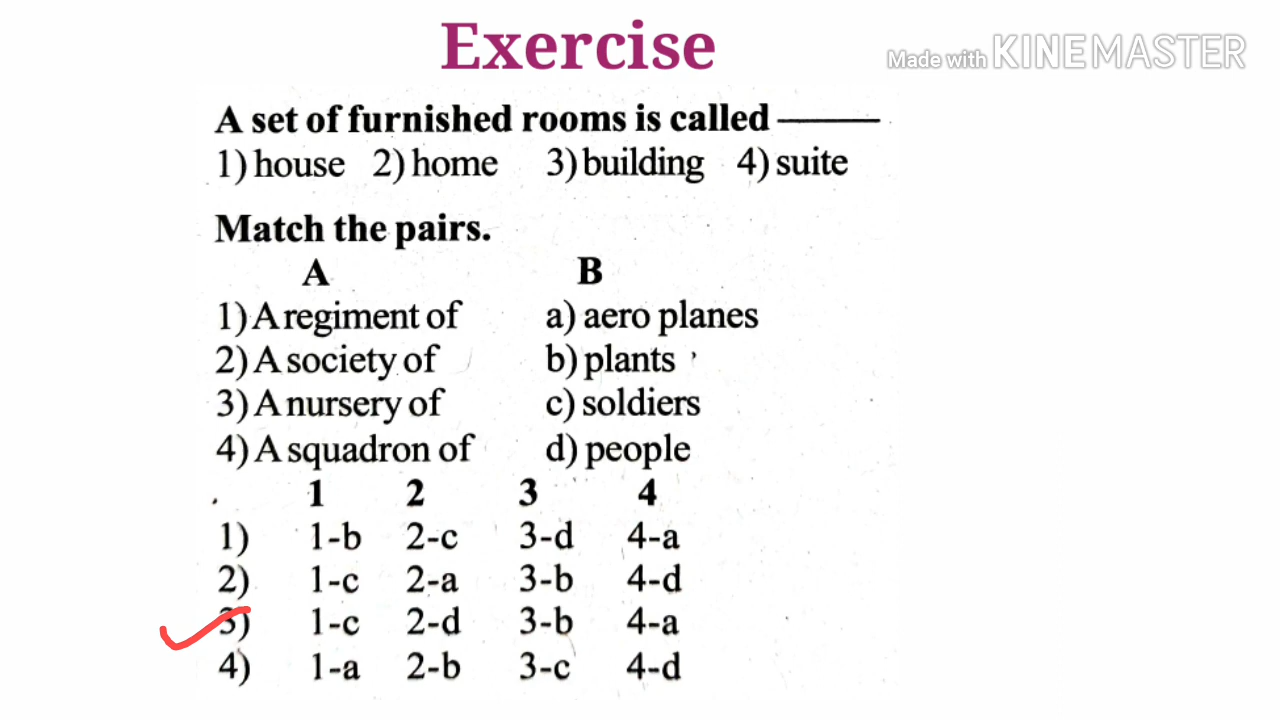 Exercise
Made with KINEMASTER
A set of furnished rooms is called ———
1) house 2) home 3) building 4) suite
Match the pairs.
A B
1) A regiment of a) aero planes
2) A society of b) plants
3) A nursery of c) soldiers
4) A squadron of d) people
1 2 3 4
1) 1-b 2-c 3-d 4-a
2) 1-c 2-a 3-b 4-d
3) 1-c 2-d 3-b 4-a
4) 1-a 2-b 3-c 4-d